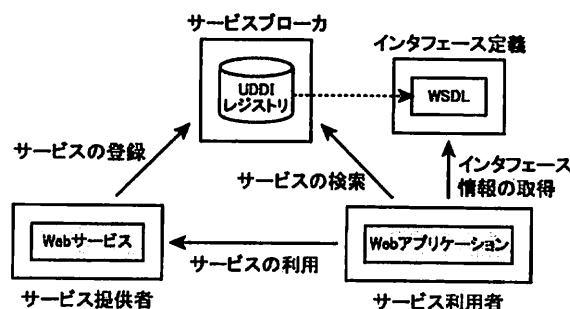 サービスブローカ
インタフェース定義
UDDI
レジストリ
WSDL
サービスの登録
サービスの検索
インタフェース
情報の取得
Webサービス
Webアプリケーション
サービスの利用
サービス提供者
サービス利用者